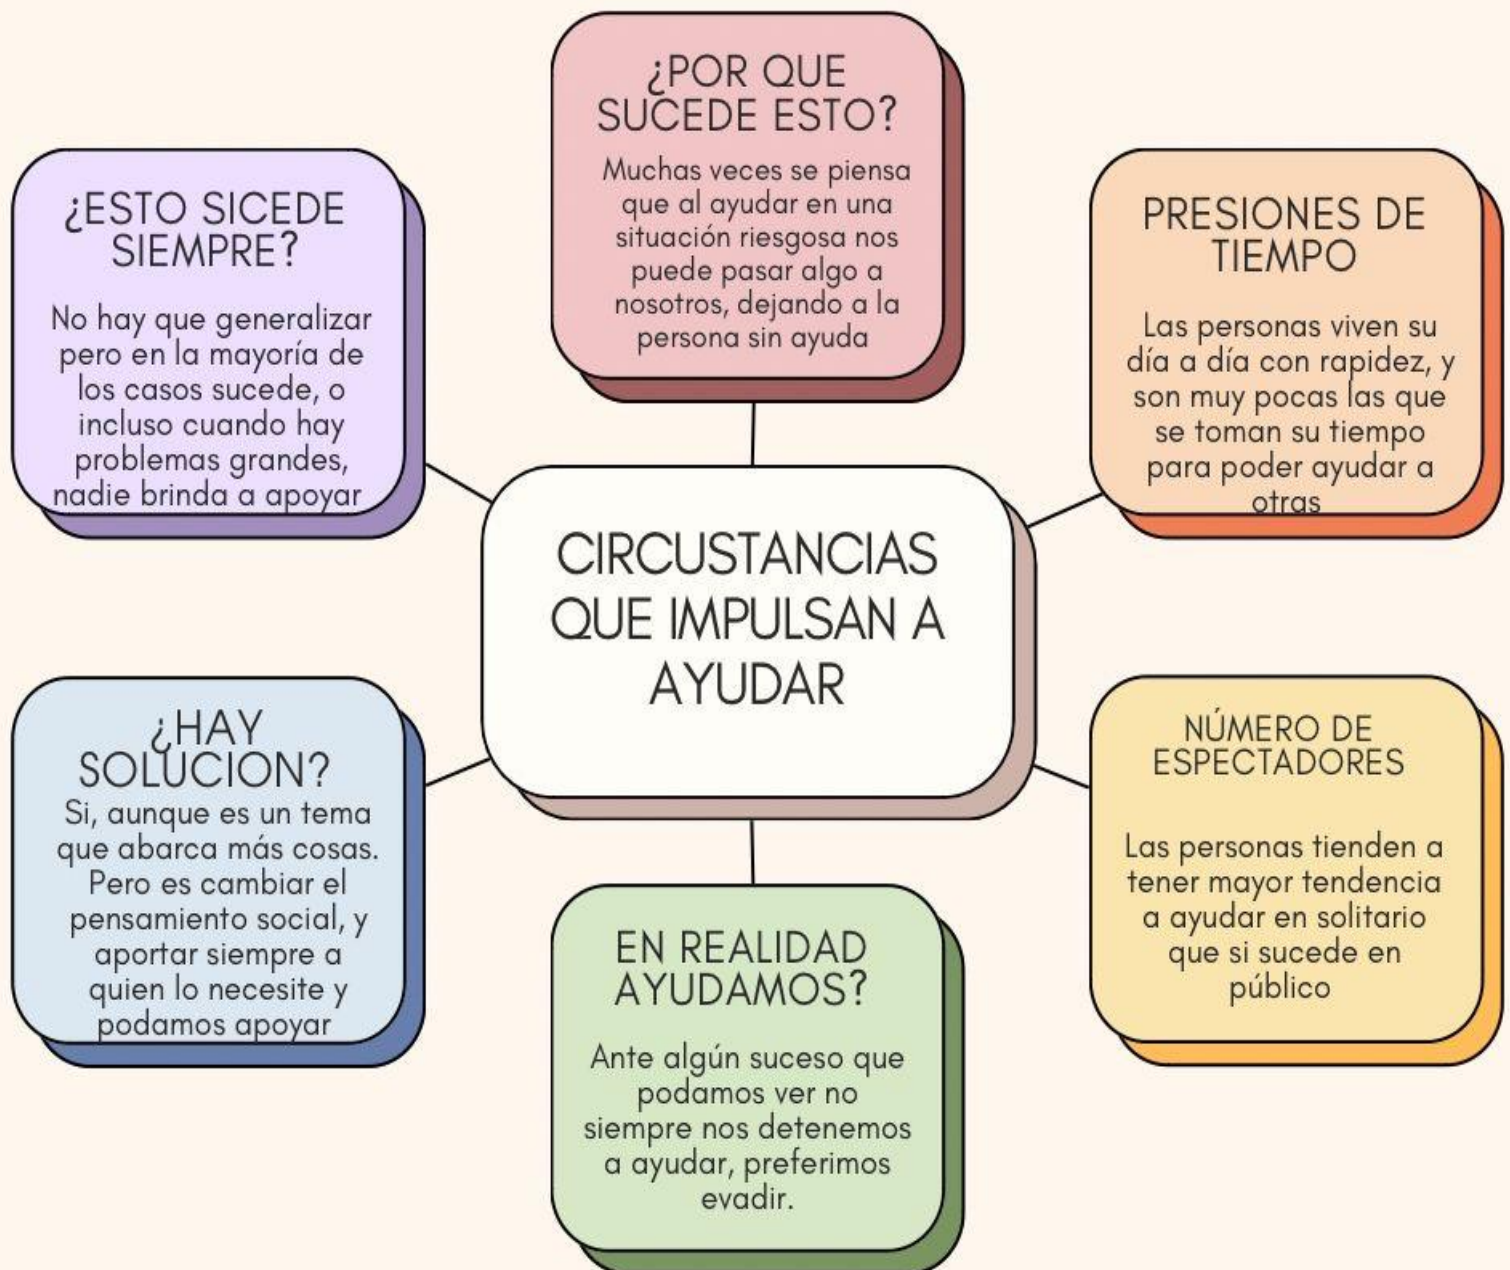 ¿POR QUE
SUCEDE ESTO?
Muchas veces se piensa
que al ayudar en una
situación riesgosa nos
puede pasar algo a
nosotros, dejando a la
persona sin ayuda
¿ESTO SICEDE
SIEMPRE?
No hay que generalizar
pero en la mayoría de
los casos sucede, o
incluso cuando hay
problemas grandes,
nadie brinda a apoyar
PRESIONES DE
TIEMPO
Las personas viven su
día a día con rapidez, y
son muy pocas las que
se toman su tiempo
para poder ayudar a
otras
CIRCUSTANCIAS
QUE IMPULSAN A
AYUDAR
¿HAY
SOLUCION?
Si, aunque es un tema
que abarca más cosas.
Pero es cambiar el
pensamiento social, y
aportar siempre a
quien lo necesite y
podamos apoyar
NÚMERO DE
ESPECTADORES
Las personas tienden a
tener mayor tendencia
a ayudar en solitario
que si sucede en
público
EN REALIDAD
AYUDAMOS?
Ante algún suceso que
podamos ver no
siempre nos detenemos
a ayudar, preferimos
evadir.